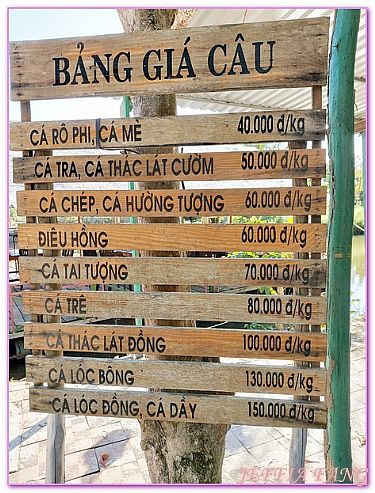 BẢNG GIÁ CÂU
CÁ RÔ PHI, CÁ MÈ 40.000 đ/kg
CÁ TRA, CÁ THÁC LÁT CƯỜM 50.000 đ/kg
CÁ CHÉP, CÁ HƯỜNG TƯỢNG 60.000 đ/kg
ĐIÊU HỒNG 60.000 đ/kg
CÁ TAI TƯỢNG 70.000 đ/kg
CÁ TRÊ 80.000 đ/kg
CÁ THÁC LÁT ĐỒNG 100.000 đ/kg
CÁ LÓC BÔNG 130.000 đ/kg
CÁ LÓC ĐỒNG, CÁ DẦY 150.000 đ/kg
JEFFIA FANG